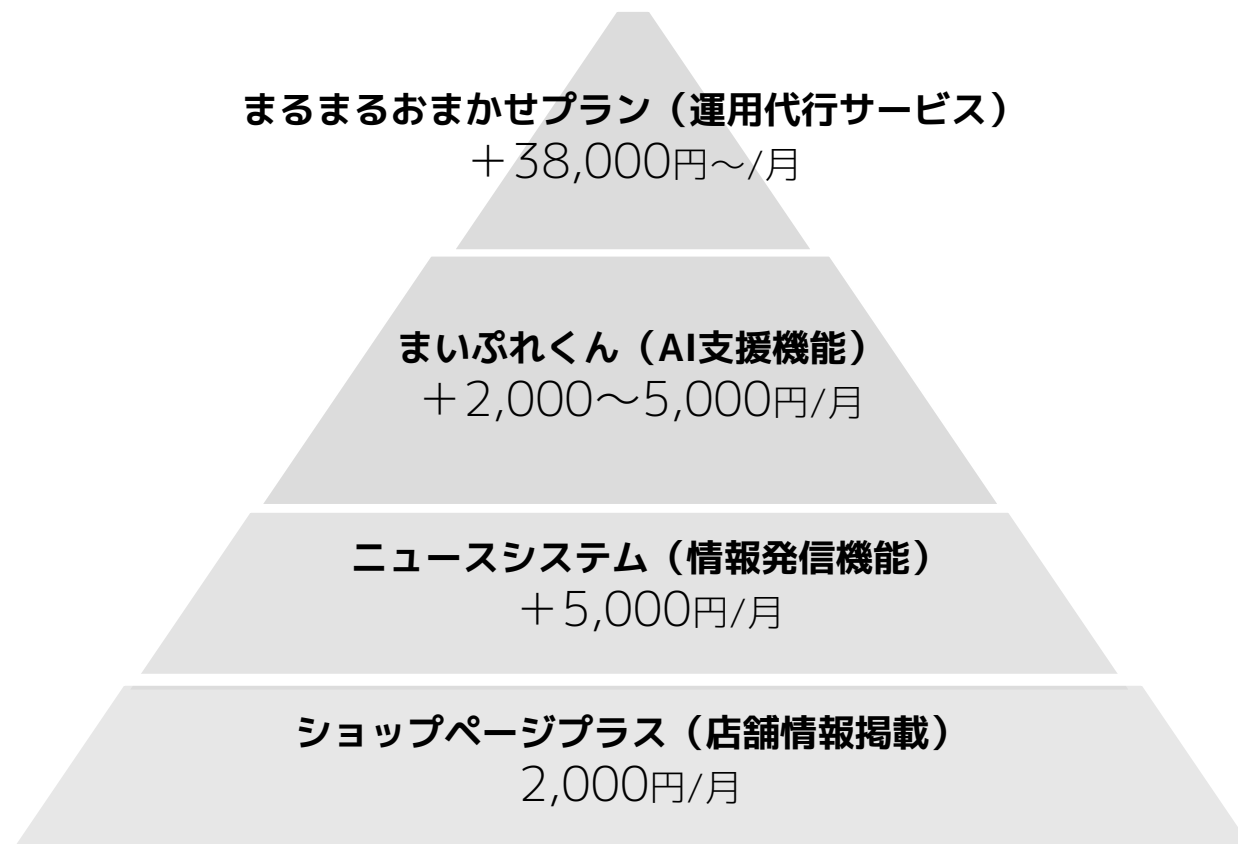 まるまるおまかせプラン（運用代行サービス）
＋38,000円～/月
まいぷれくん（AI支援機能）
＋2,000～5,000円/月
ニュースシステム（情報発信機能）
＋5,000円/月
ショップページプラス（店舗情報掲載）
2,000円/月